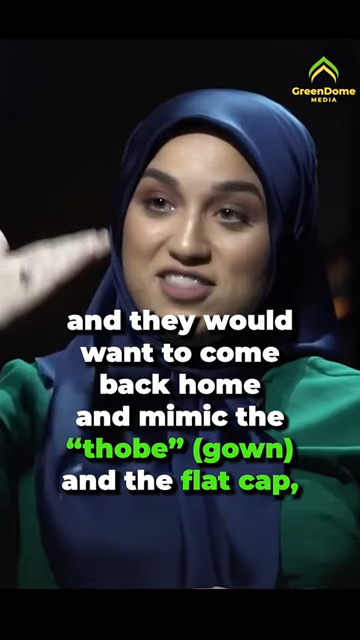 GreenDome
MEDIA
and they would
want to come
back home
and mimic the
“thobe” (gown)
and the flat cap,